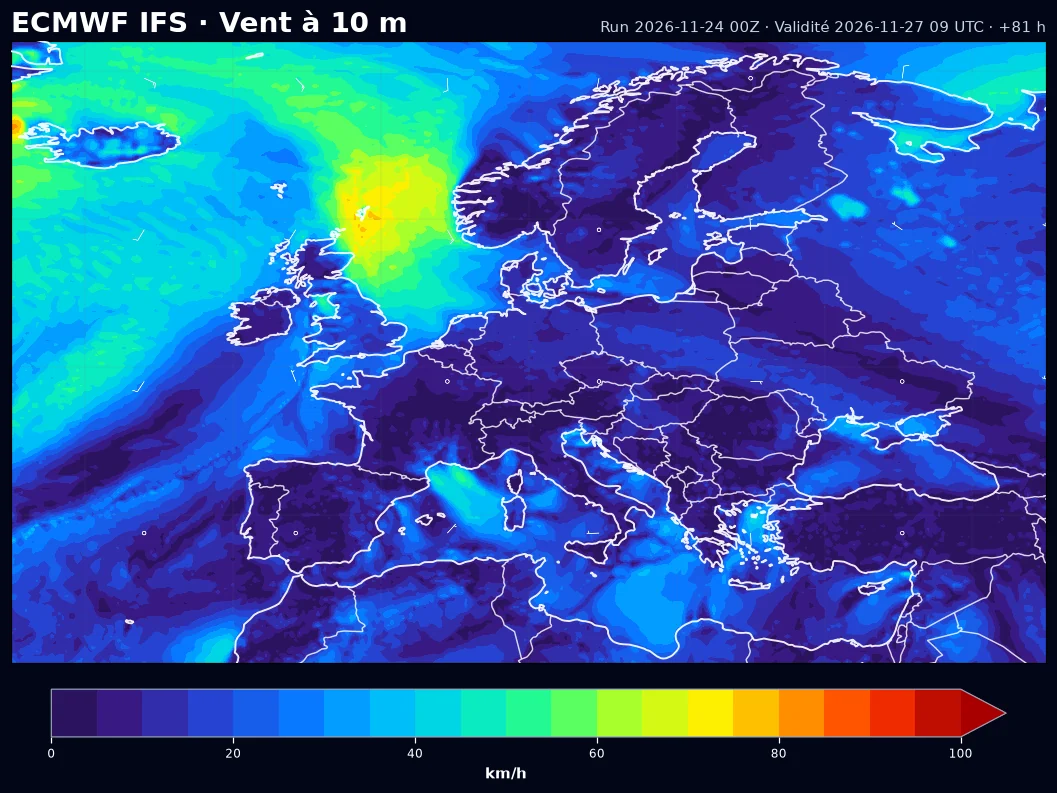 ECMWF IFS · Vent à 10 m
Run 2026-11-24 00Z · Validité 2026-11-27 09 UTC · +81 h
0 20 40 60 80 100
km/h